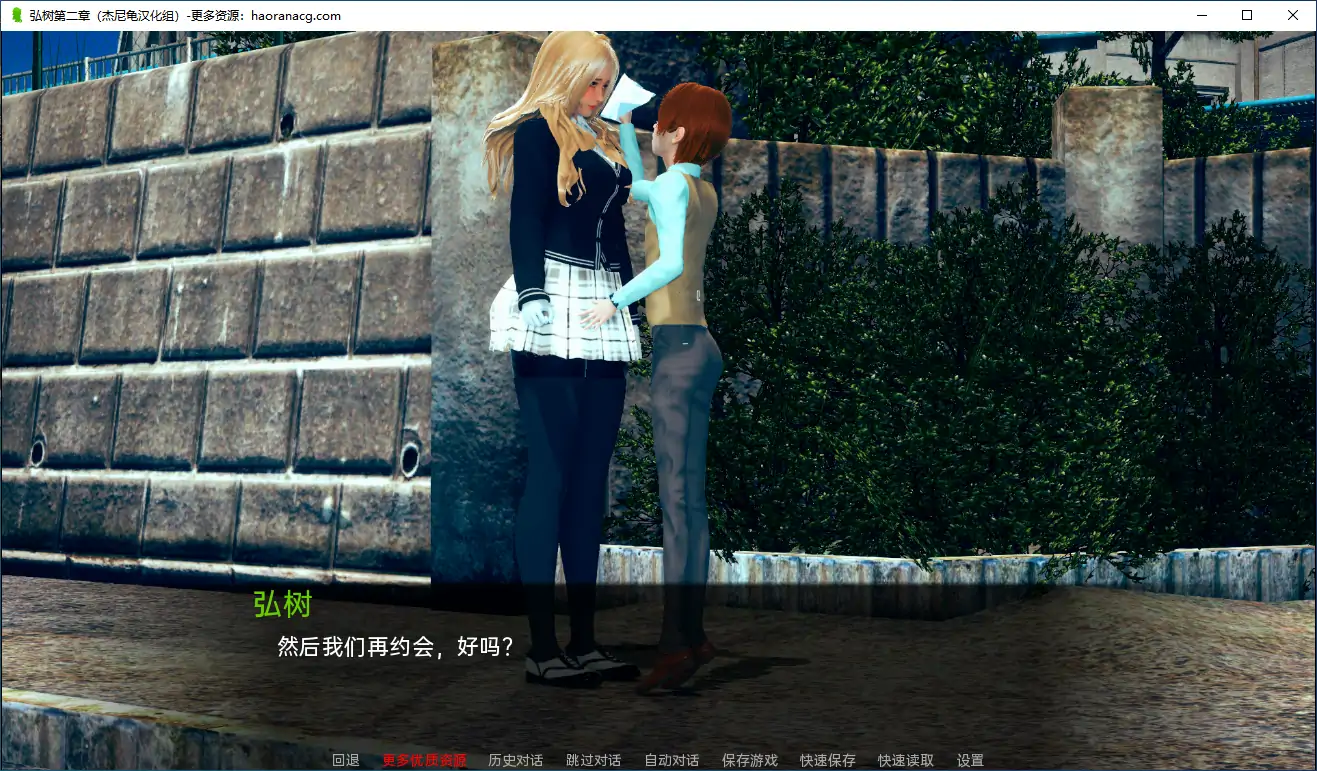 弘树第二章（杰尼龟汉化组）-更多资源：haoranacg.com
弘树
然后我们再约会，好吗？
回退 更多优质资源 历史对话 跳过对话 自动对话 保存游戏 快速保存 快速读取 设置